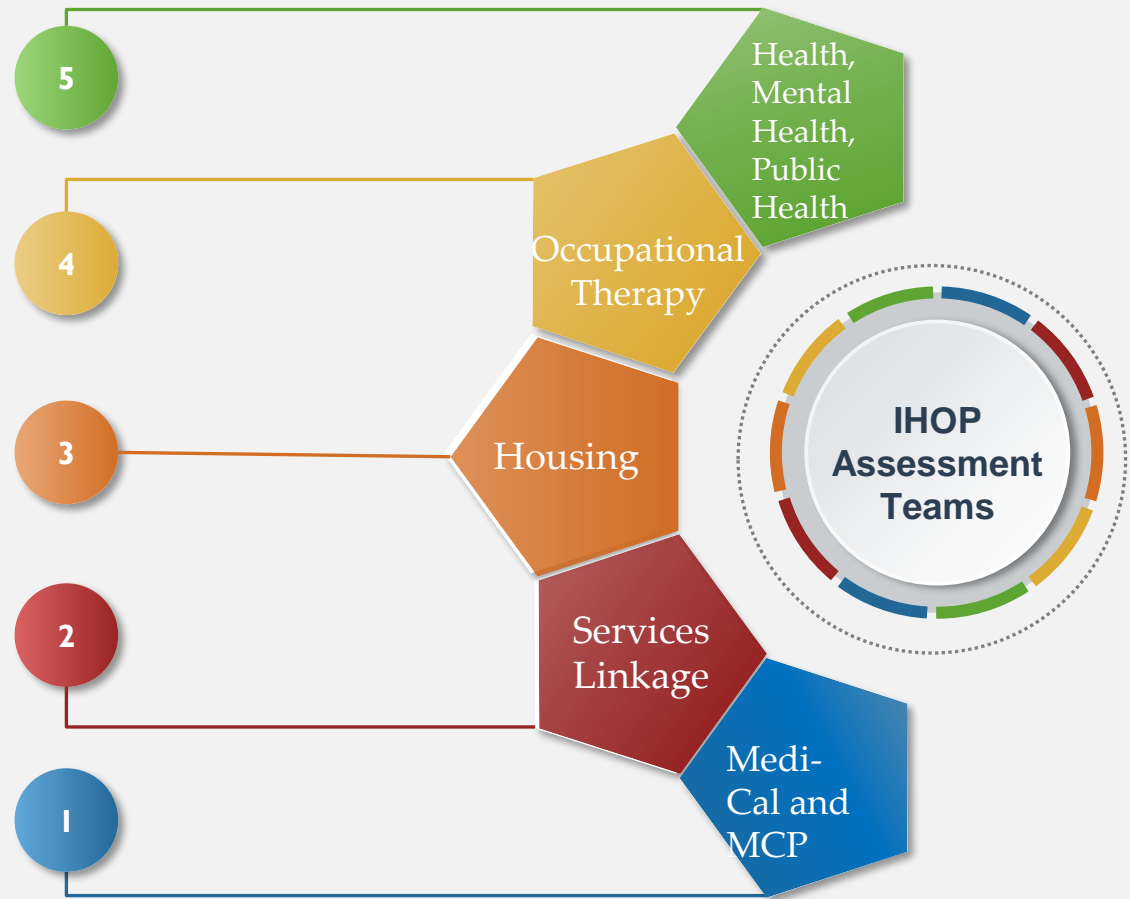 5
Health,
Mental
Health,
Public
Health
4
Occupational
Therapy
3
Housing
IHOP
Assessment
Teams
2
Services
Linkage
1
Medi-
Cal and
MCP